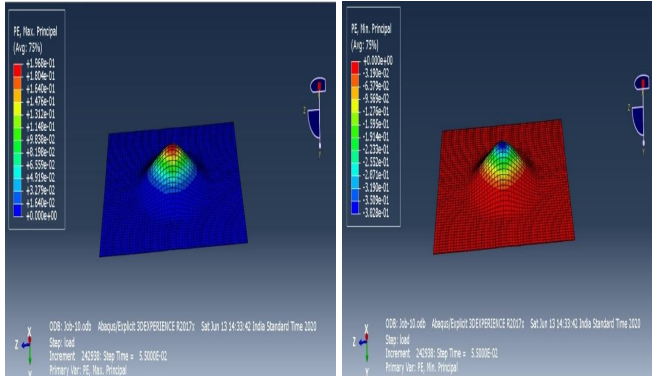 PE, Max. Principal
(Avg: 75%)
+1.968e-01
+1.804e-01
+1.640e-01
+1.476e-01
+1.312e-01
+1.148e-01
+9.838e-02
+8.198e-02
+6.559e-02
+4.919e-02
+3.279e-02
+1.640e-02
+0.000e+00
Z
Y
ODB: Job-10.odb Abaqus/Explicit 3DEXPERIENCE R2017x Sat Jun 13 14:33:42 India Standard Time 2020
Step: load
Increment 242938: Step Time = 5.5000E-02
Primary Var: PE, Max. Principal
X
Z
Y
PE, Min. Principal
(Avg: 75%)
+0.000e+00
-3.190e-02
-6.379e-02
-9.569e-02
-1.276e-01
-1.595e-01
-1.914e-01
-2.233e-01
-2.552e-01
-2.871e-01
-3.190e-01
-3.509e-01
-3.828e-01
Z
Y
ODB: Job-10.odb Abaqus/Explicit 3DEXPERIENCE R2017x Sat Jun 13 14:33:42 India Standard Time 2020
Step: load
Increment 242938: Step Time = 5.5000E-02
Primary Var: PE, Min. Principal
X
Z
Y